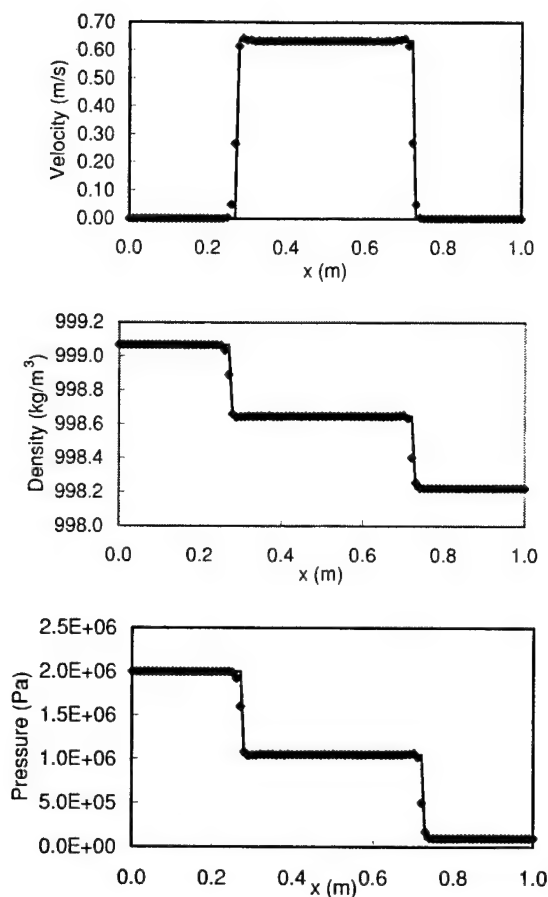 0.70
0.60
0.50
0.40
0.30
0.20
0.10
0.00
Velocity (m/s)
0.0 0.2 0.4 0.6 0.8 1.0
x (m)
999.2
999.0
998.8
998.6
998.4
998.2
998.0
Density (kg/m³)
0.0 0.2 0.4 0.6 0.8 1.0
x (m)
2.5E+06
2.0E+06
1.5E+06
1.0E+06
5.0E+05
0.0E+00
Pressure (Pa)
0.0 0.2 0.4 0.6 0.8 1.0
x (m)